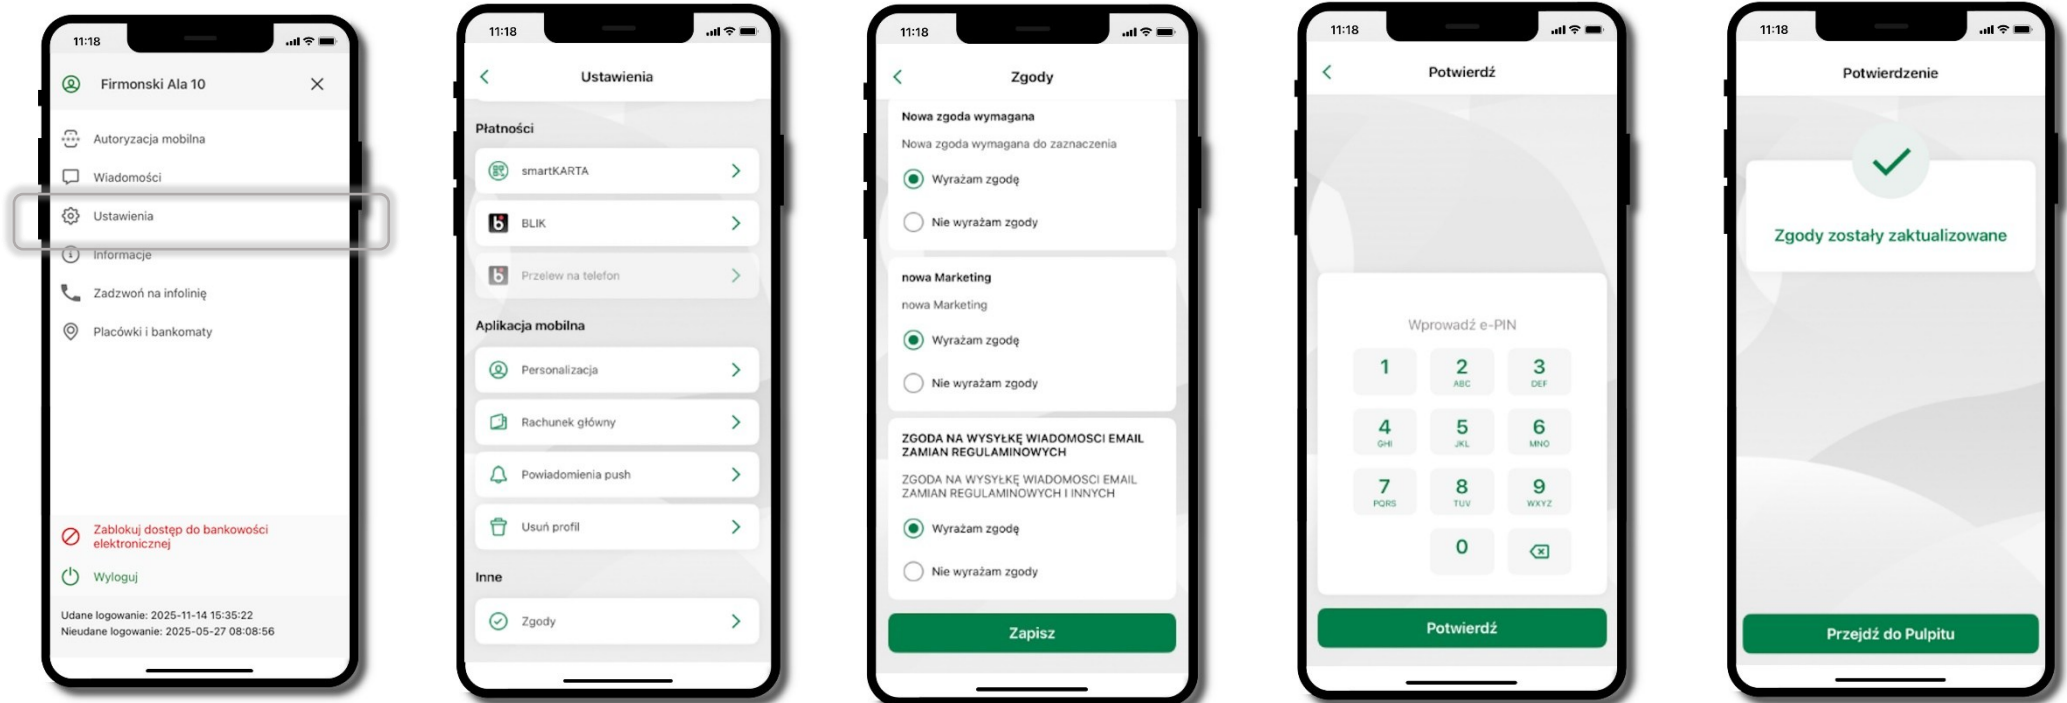 11:18
Firmonski Ala 10
Autoryzacja mobilna
Wiadomości
Ustawienia
Informacje
Zadzwoń na infolinię
Placówki i bankomaty
Zablokuj dostęp do bankowości
elektronicznej
Wyloguj
Udane logowanie: 2025-11-14 15:35:22
Nieudane logowanie: 2025-05-27 08:08:56
11:18
Ustawienia
Płatności
smartKARTA
BLIK
Przelew na telefon
Aplikacja mobilna
Personalizacja
Rachunek główny
Powiadomienia push
Usuń profil
Inne
Zgody
11:18
Zgody
Nowa zgoda wymagana
Nowa zgoda wymagana do zaznaczenia
Wyrażam zgodę
Nie wyrażam zgody
nowa Marketing
nowa Marketing
Wyrażam zgodę
Nie wyrażam zgody
ZGODA NA WYSYŁKĘ WIADOMOSCI EMAIL
ZAMIAN REGULAMINOWYCH
ZGODA NA WYSYŁKĘ WIADOMOSCI EMAIL
ZAMIAN REGULAMINOWYCH I INNYCH
Wyrażam zgodę
Nie wyrażam zgody
Zapisz
11:18
Potwierdź
Wprowadź e-PIN
1 2 3
ABC DEF
4 5 6
GHI JKL MNO
7 8 9
PQRS TUV WXYZ
0
Potwierdź
11:18
Potwierdzenie
Zgody zostały zaktualizowane
Przejdź do Pulpitu